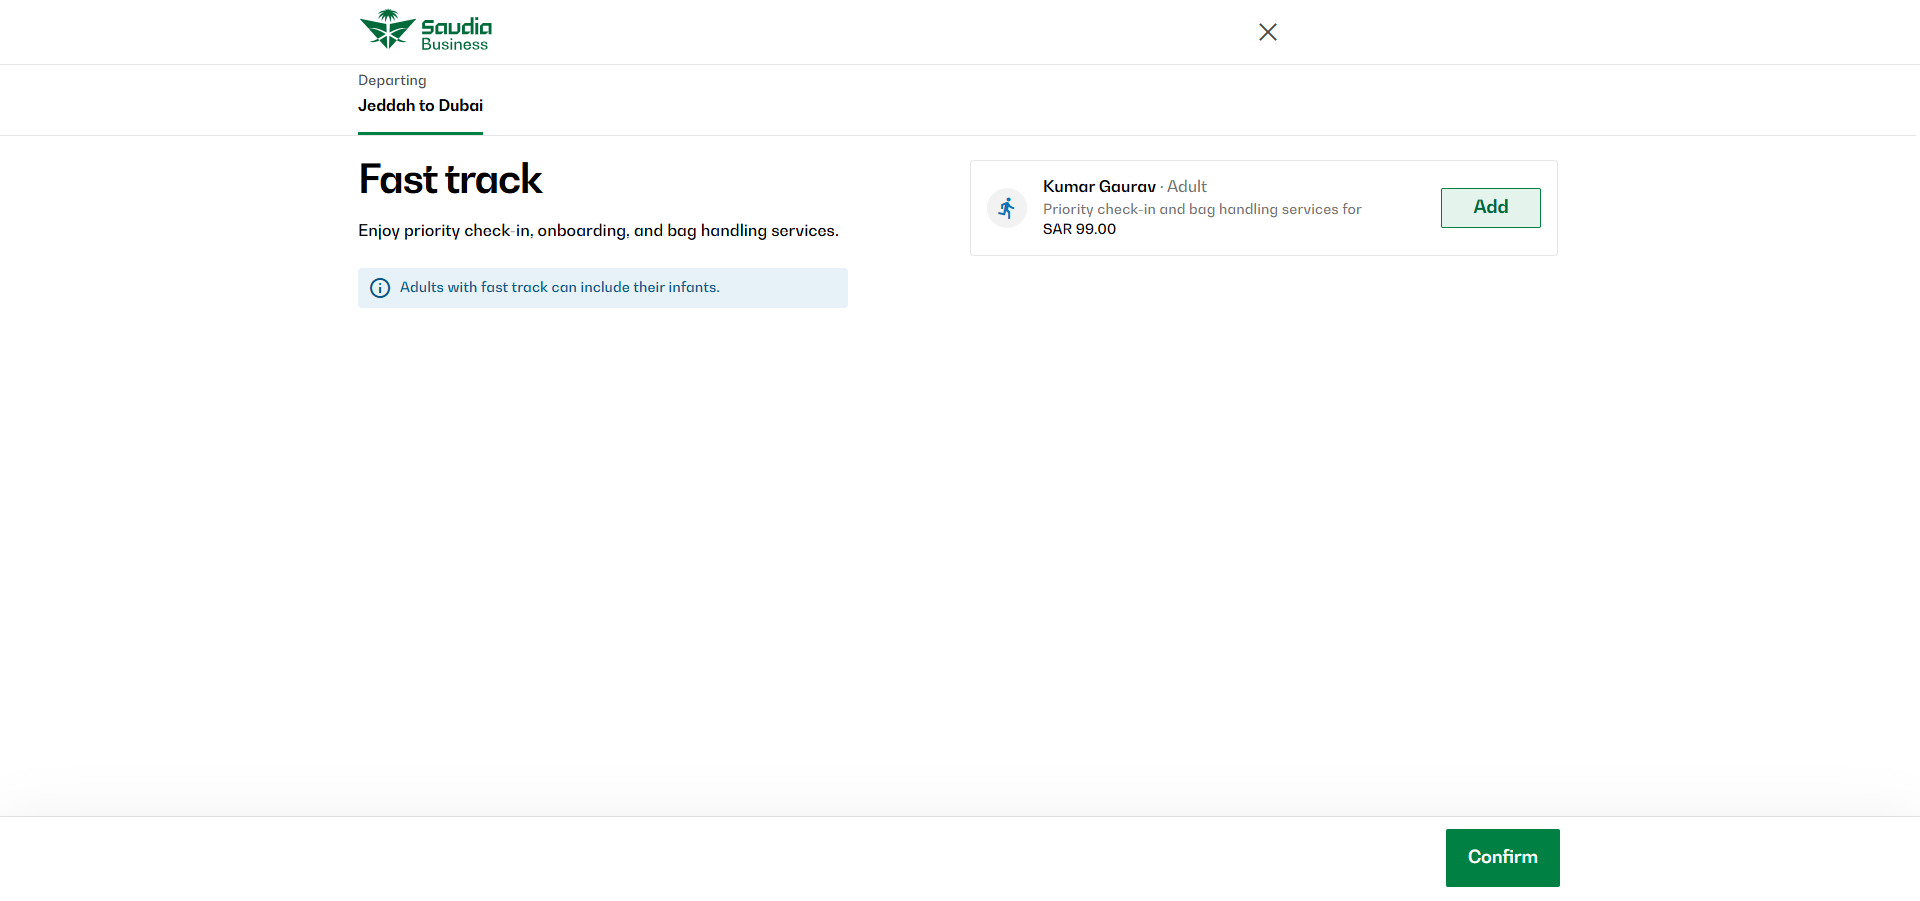 Saudia
Business
Departing
Jeddah to Dubai
Fast track
Enjoy priority check-in, onboarding, and bag handling services.
Adults with fast track can include their infants.
Kumar Gaurav · Adult
Priority check-in and bag handling services for
SAR 99.00
Add
Confirm